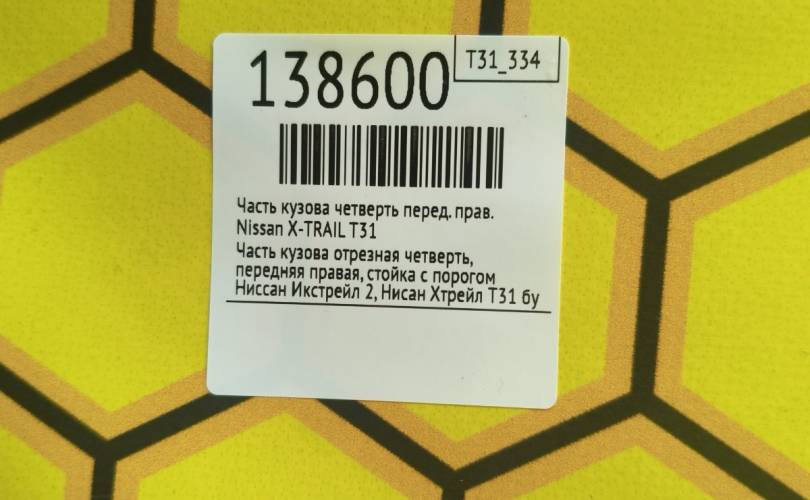 138600
T31_334
Часть кузова четверть перед. прав.
Nissan X-TRAIL T31
Часть кузова отрезная четверть,
передняя правая, стойка с порогом
Ниссан Икстрейл 2, Нисан Хтрейл Т31 бу